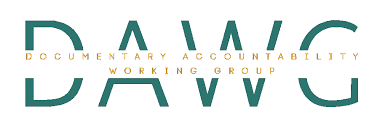 DAWG
DOCUMENTARY ACCOUNTABILITY
WORKING GROUP